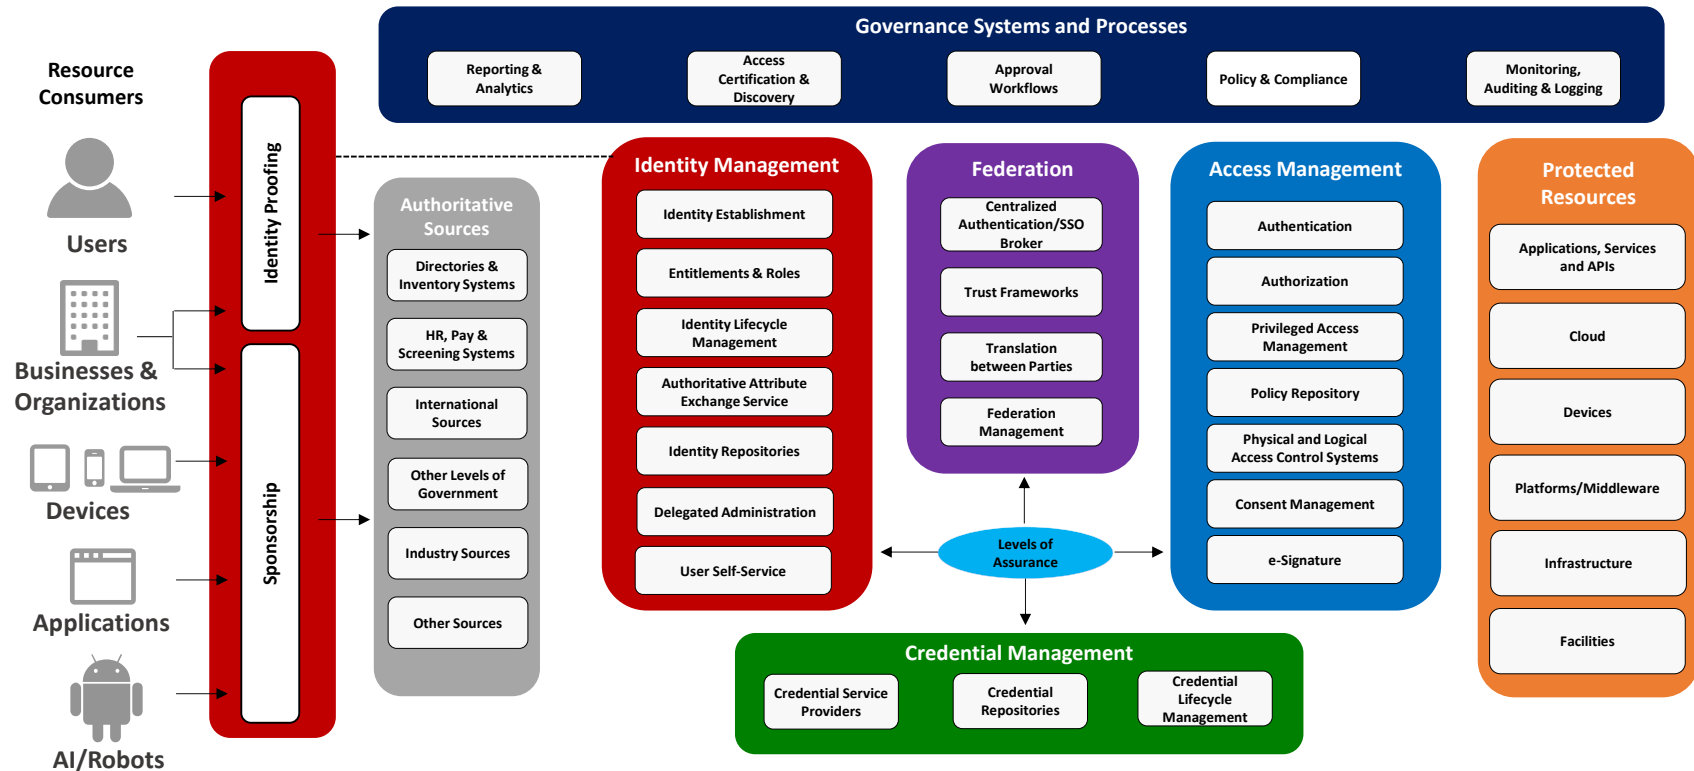 Governance Systems and Processes
Reporting &
Analytics
Access
Certification &
Discovery
Approval
Workflows
Policy & Compliance
Monitoring,
Auditing & Logging
Resource
Consumers
Users
Businesses &
Organizations
Devices
Applications
AI/Robots
Identity Proofing
Sponsorship
Authoritative
Sources
Directories &
Inventory Systems
HR, Pay &
Screening Systems
International
Sources
Other Levels of
Government
Industry Sources
Other Sources
Identity Management
Identity Establishment
Entitlements & Roles
Identity Lifecycle
Management
Authoritative Attribute
Exchange Service
Identity Repositories
Delegated Administration
User Self-Service
Federation
Centralized
Authentication/SSO
Broker
Trust Frameworks
Translation
between Parties
Federation
Management
Levels of
Assurance
Access Management
Authentication
Authorization
Privileged Access
Management
Policy Repository
Physical and Logical
Access Control Systems
Consent Management
e-Signature
Credential Management
Credential Service
Providers
Credential
Repositories
Credential
Lifecycle
Management
Protected
Resources
Applications, Services
and APIs
Cloud
Devices
Platforms/Middleware
Infrastructure
Facilities